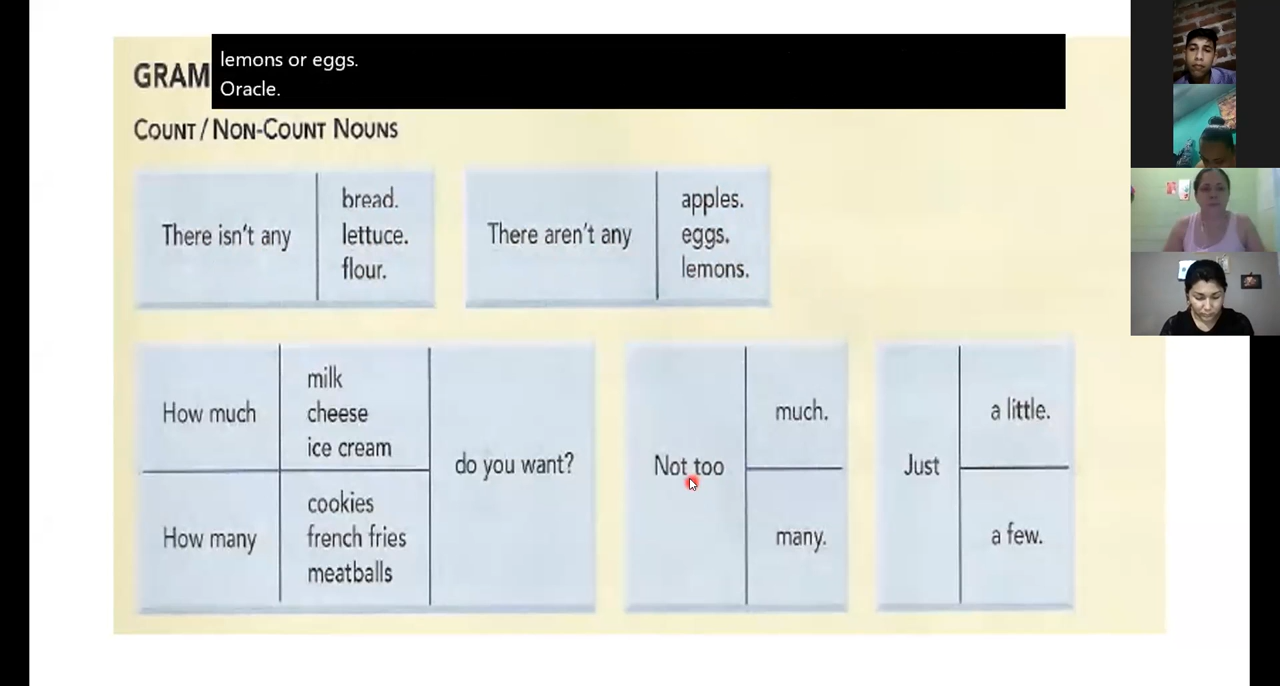 lemons or eggs.
Oracle.
GRAM
COUNT / NON-COUNT NOUNS
There isn't any
bread.
lettuce.
flour.
There aren't any
apples.
eggs.
lemons.
How much
milk
cheese
ice cream
How many
cookies
french fries
meatballs
do you want?
Not too
much.
many.
Just
a little.
a few.